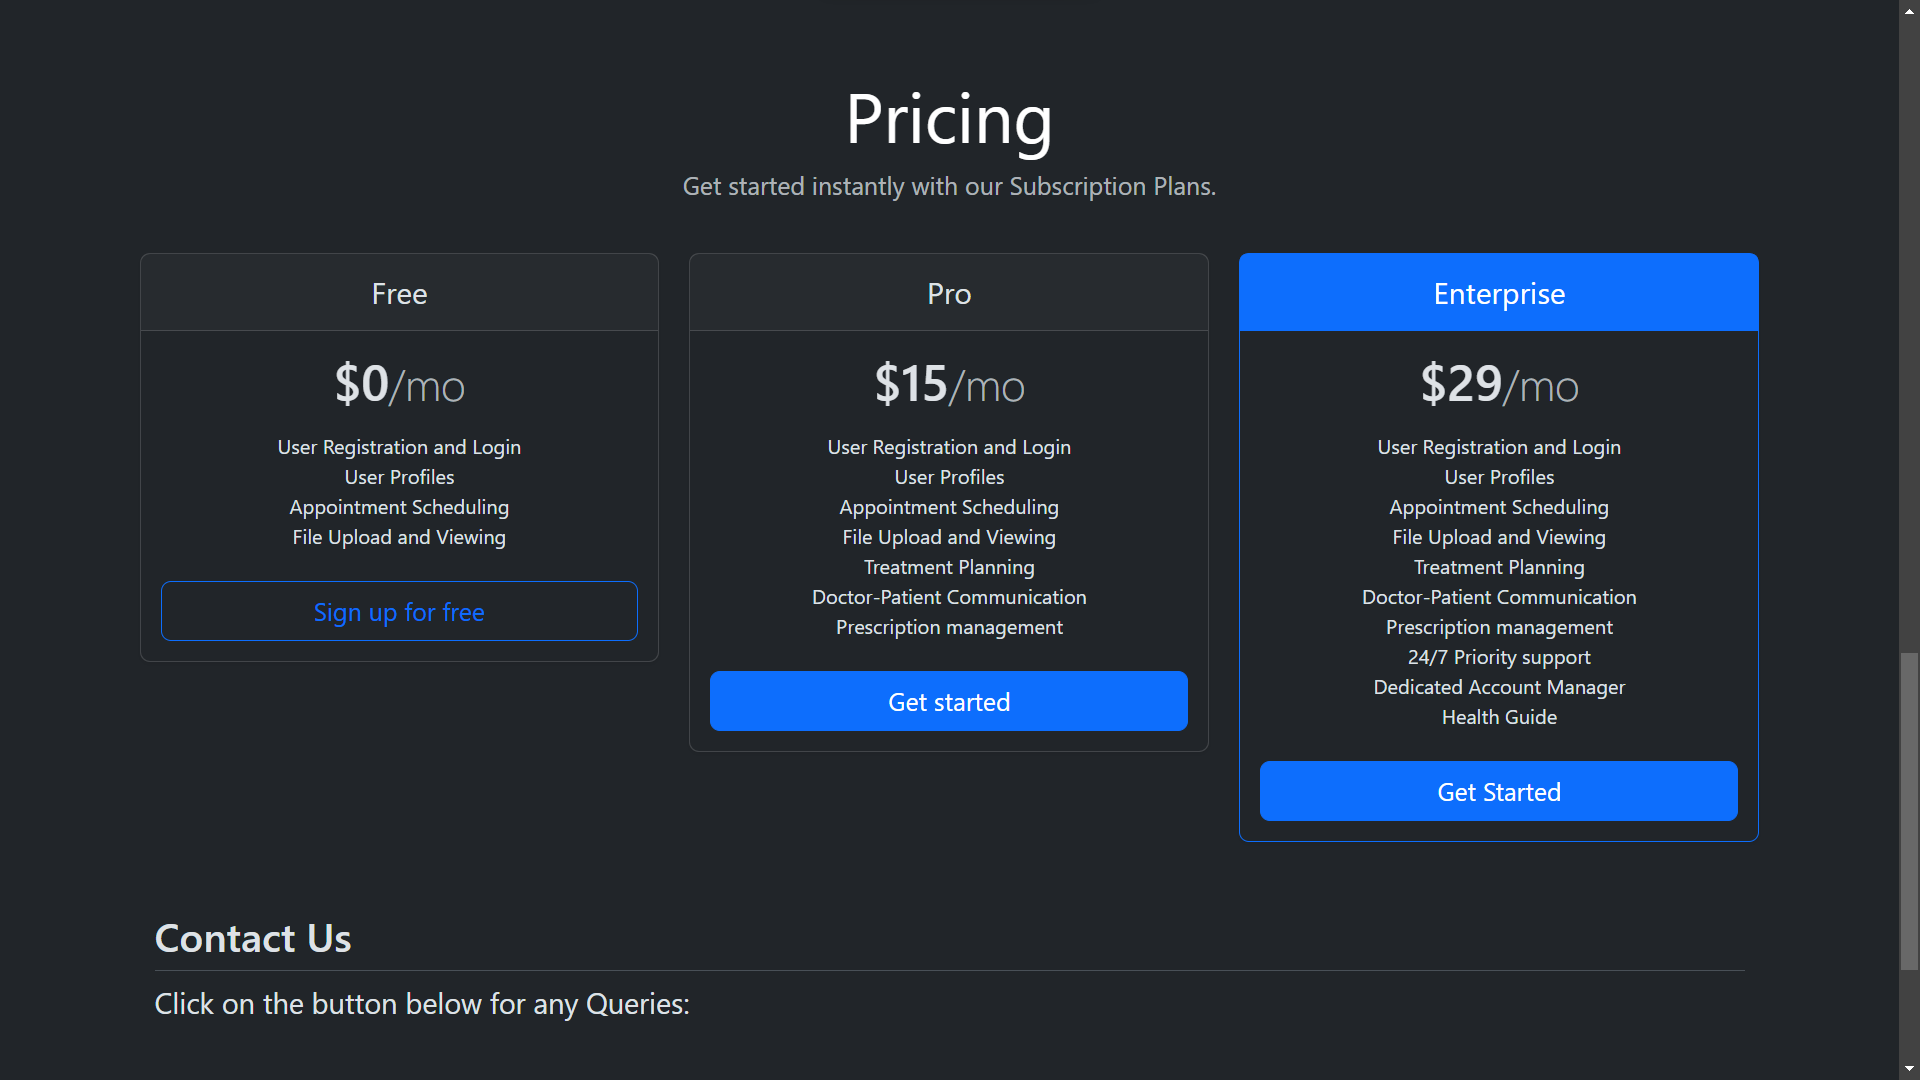 Pricing
Get started instantly with our Subscription Plans.
Free
$0/mo
User Registration and Login
User Profiles
Appointment Scheduling
File Upload and Viewing
Sign up for free
Pro
$15/mo
User Registration and Login
User Profiles
Appointment Scheduling
File Upload and Viewing
Treatment Planning
Doctor-Patient Communication
Prescription management
Get started
Enterprise
$29/mo
User Registration and Login
User Profiles
Appointment Scheduling
File Upload and Viewing
Treatment Planning
Doctor-Patient Communication
Prescription management
24/7 Priority support
Dedicated Account Manager
Health Guide
Get Started
Contact Us
Click on the button below for any Queries: